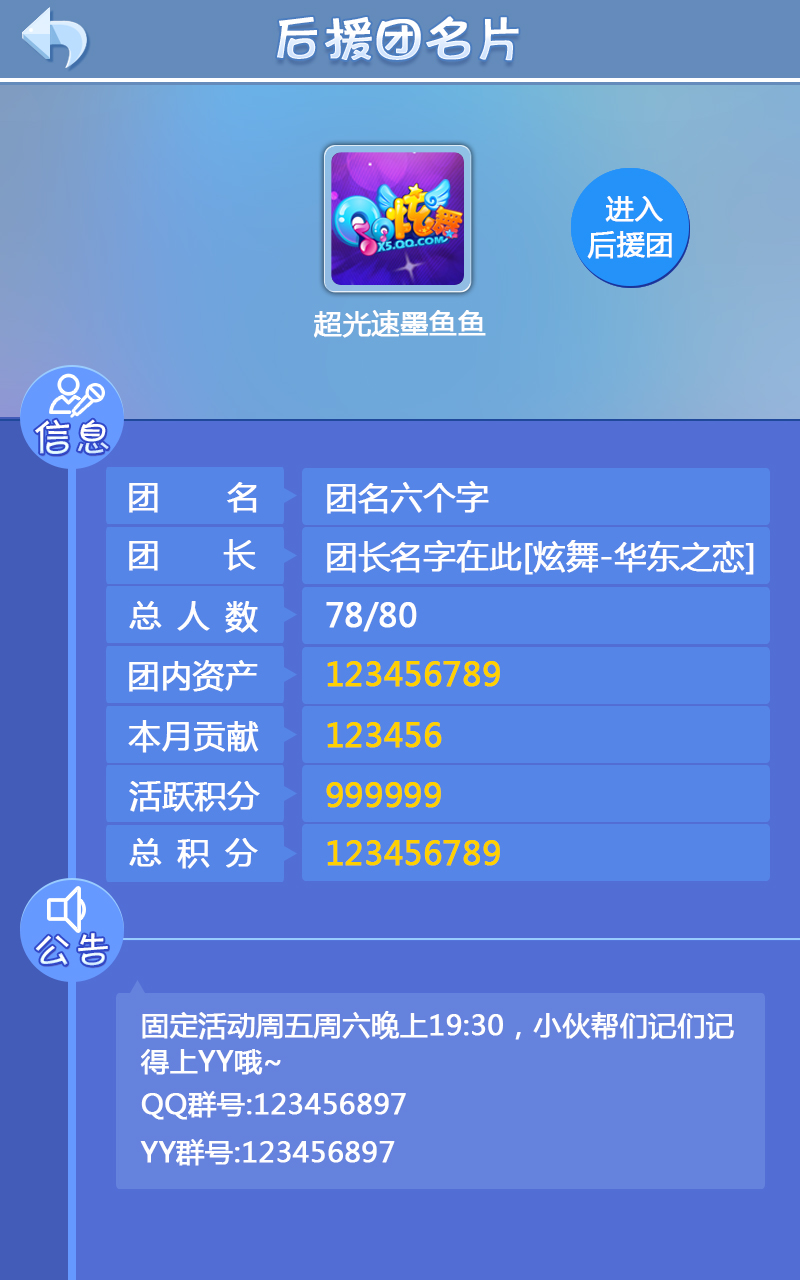 后援团名片
QQ炫舞
X5.QQ.COM
进入
后援团
超光速墨鱼鱼
信息
团 名 团名六个字
团 长 团长名字在此[炫舞-华东之恋]
总 人 数 78/80
团内资产 123456789
本月贡献 123456
活跃积分 999999
总 积 分 123456789
公告
固定活动周五周六晚上19:30，小伙帮们记们记
得上YY哦~
QQ群号:123456897
YY群号:123456897